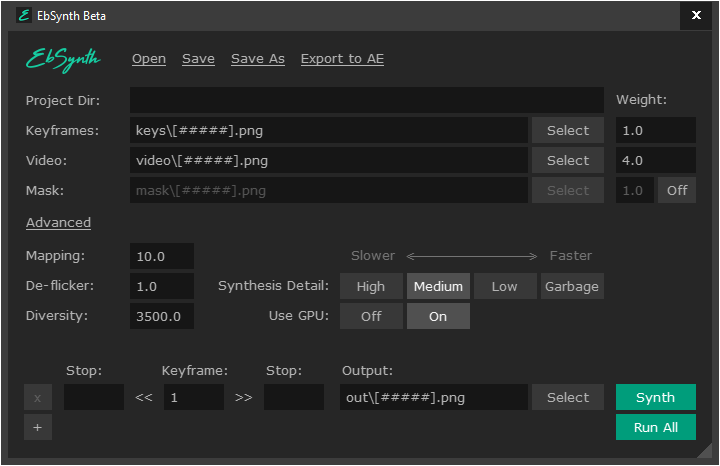 EbSynth Beta x
EbSynth Open Save Save As Export to AE
Project Dir: Weight:
Keyframes: keys\[#####].png Select 1.0
Video: video\[#####].png Select 4.0
Mask: mask\[#####].png Select 1.0 Off
Advanced
Mapping: 10.0 Slower Faster
De-flicker: 1.0 Synthesis Detail: High Medium Low Garbage
Diversity: 3500.0 Use GPU: Off On
Stop: Keyframe: Stop: Output:
x << 1 >> out\[#####].png Select Synth
+ Run All